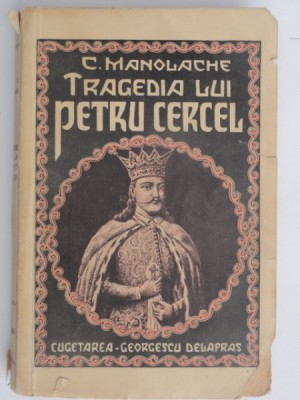 C. MANOLACHE
TRAGEDIA LUI
PETRU CERCEL
CUGETAREA-GEORGESCU DELAFRAS